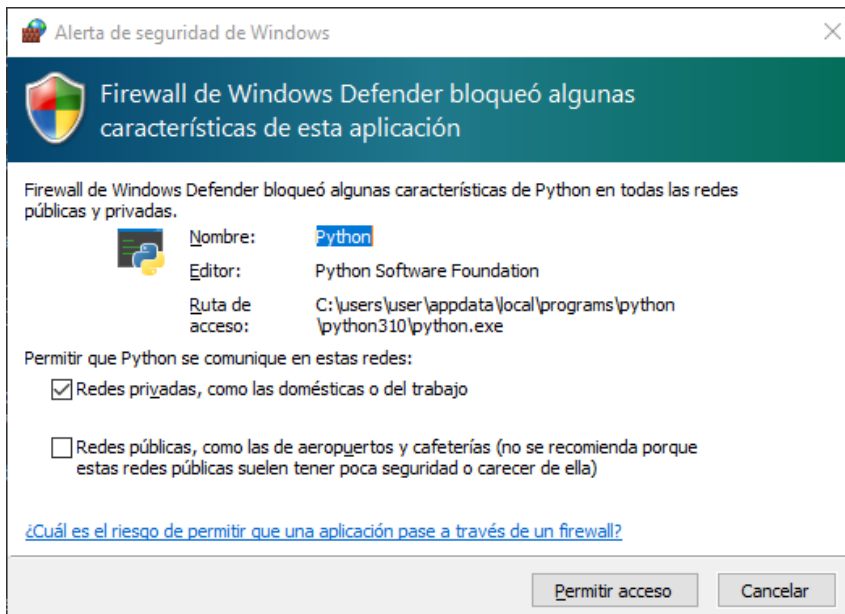 Alerta de seguridad de Windows
Firewall de Windows Defender bloqueó algunas
características de esta aplicación
Firewall de Windows Defender bloqueó algunas características de Python en todas las redes
públicas y privadas.
Nombre: Python
Editor: Python Software Foundation
Ruta de acceso: C:\users\user\appdata\local\programs\python
\python310\python.exe
Permitir que Python se comunique en estas redes:
Redes privadas, como las domésticas o del trabajo
Redes públicas, como las de aeropuertos y cafeterías (no se recomienda porque
estas redes públicas suelen tener poca seguridad o carecer de ella)
¿Cuál es el riesgo de permitir que una aplicación pase a través de un firewall?
Permitir acceso
Cancelar